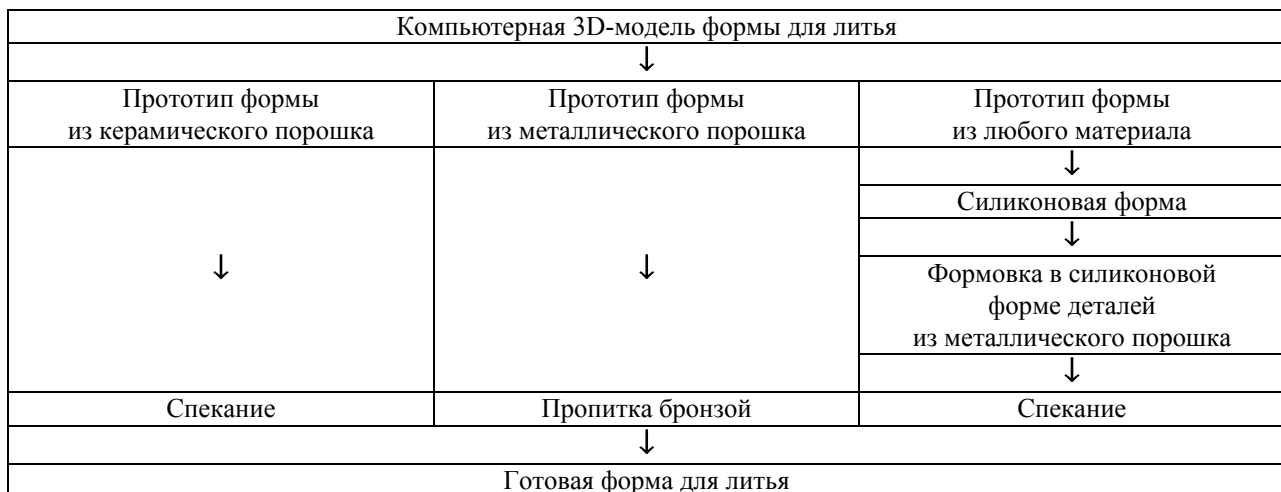 Компьютерная 3D-модель формы для литья
↓
Прототип формы
из керамического порошка
Прототип формы
из металлического порошка
Прототип формы
из любого материала
↓
Силиконовая форма
↓
↓
↓
Формовка в силиконовой
форме деталей
из металлического порошка
↓
Спекание
Пропитка бронзой
Спекание
↓
Готовая форма для литья